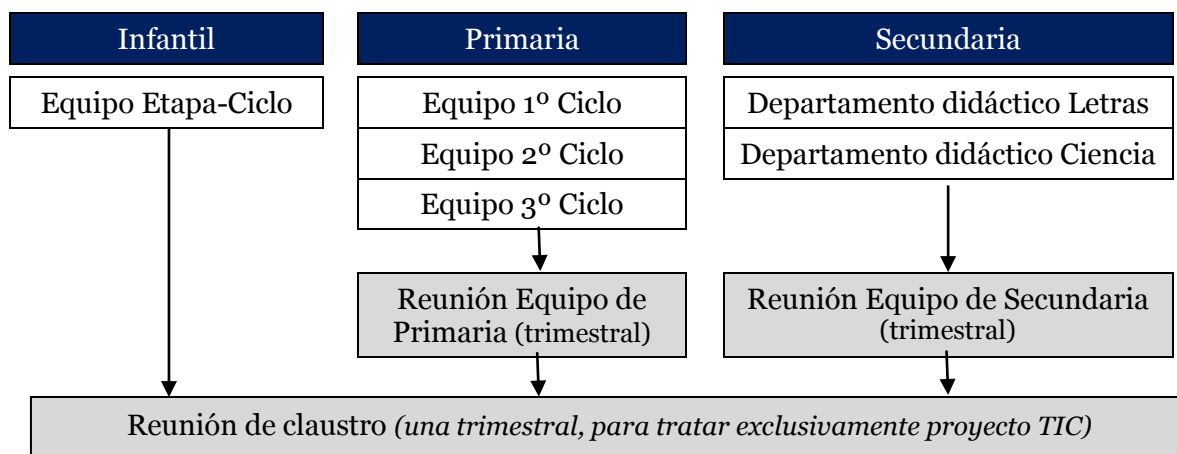 Infantil
Primaria
Secundaria
Equipo Etapa-Ciclo
Equipo 1º Ciclo
Departamento didáctico Letras
Equipo 2º Ciclo
Departamento didáctico Ciencia
Equipo 3º Ciclo
Reunión Equipo de
Primaria (trimestral)
Reunión Equipo de Secundaria
(trimestral)
Reunión de claustro (una trimestral, para tratar exclusivamente proyecto TIC)